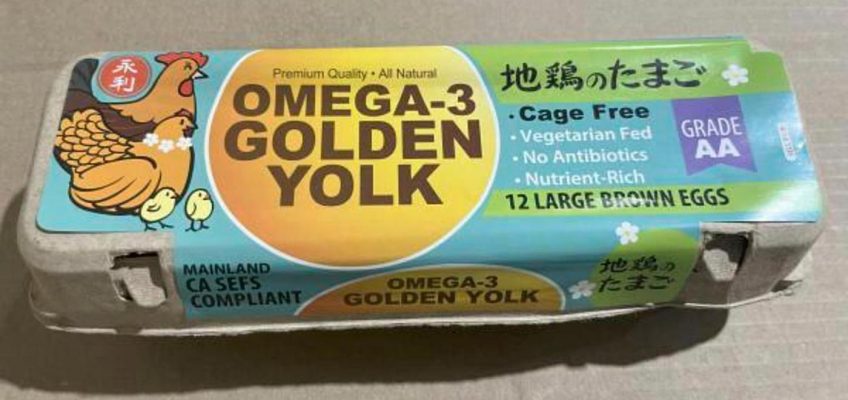 永
利
Premium Quality • All Natural
OMEGA-3
GOLDEN
YOLK
地鶏のたまご
• Cage Free
• Vegetarian Fed
• No Antibiotics
• Nutrient-Rich
GRADE
AA
12 LARGE BROWN EGGS
MAINLAND
CA SEFS
COMPLIANT
OMEGA-3
GOLDEN YOLK
地鶏の
たまご